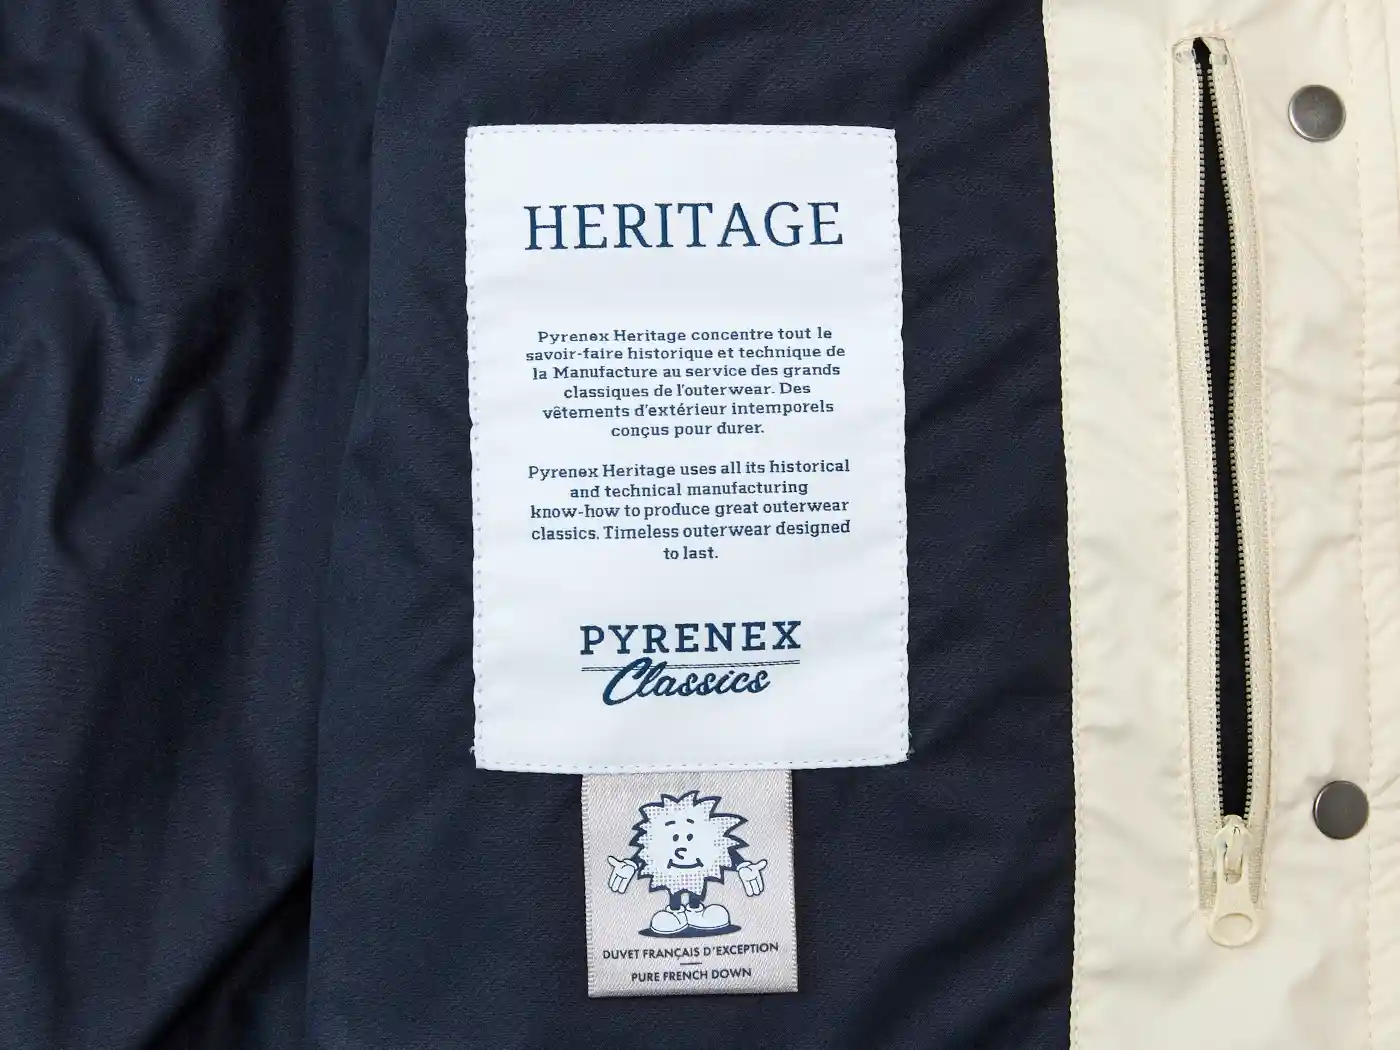 HERITAGE
Pyrenex Heritage concentre tout le
savoir-faire historique et technique de
la Manufacture au service des grands
classiques de l'outerwear. Des
vêtements d'extérieur intemporels
conçus pour durer.
Pyrenex Heritage uses all its historical
and technical manufacturing
know-how to produce great outerwear
classics. Timeless outerwear designed
to last.
PYRENEX
Classics
DUVET FRANÇAIS D'EXCEPTION
PURE FRENCH DOWN